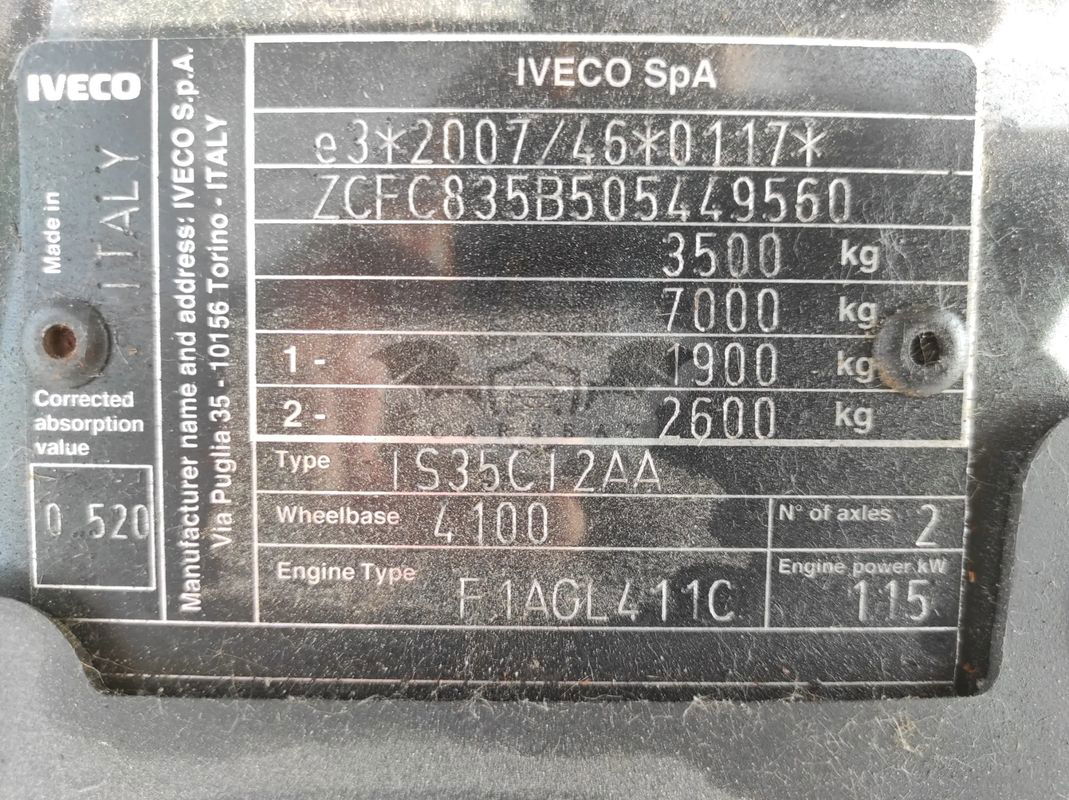 IVECO
Made in ITALY
Corrected
absorption
value
0.520
Manufacturer name and address: IVECO S.p.A.
Via Puglia 35 - 10156 Torino - ITALY
IVECO SpA
e3*2007/46*0117*
ZCFC835B505449560
3500 kg
7000 kg
1 - 1900 kg
2 - 2600 kg
Type IS35CI2AA
Wheelbase 4100
N° of axles 2
Engine Type F1AGL411C
Engine power kW 115